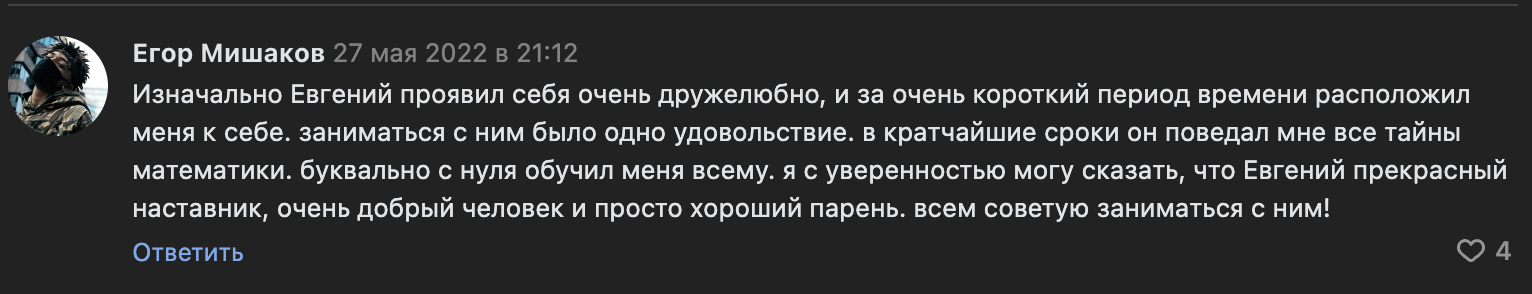 Егор Мишаков 27 мая 2022 в 21:12
Изначально Евгений проявил себя очень дружелюбно, и за очень короткий период времени расположил
меня к себе. заниматься с ним было одно удовольствие. в кратчайшие сроки он поведал мне все тайны
математики. буквально с нуля обучил меня всему. я с уверенностью могу сказать, что Евгений прекрасный
наставник, очень добрый человек и просто хороший парень. всем советую заниматься с ним!
Ответить 4